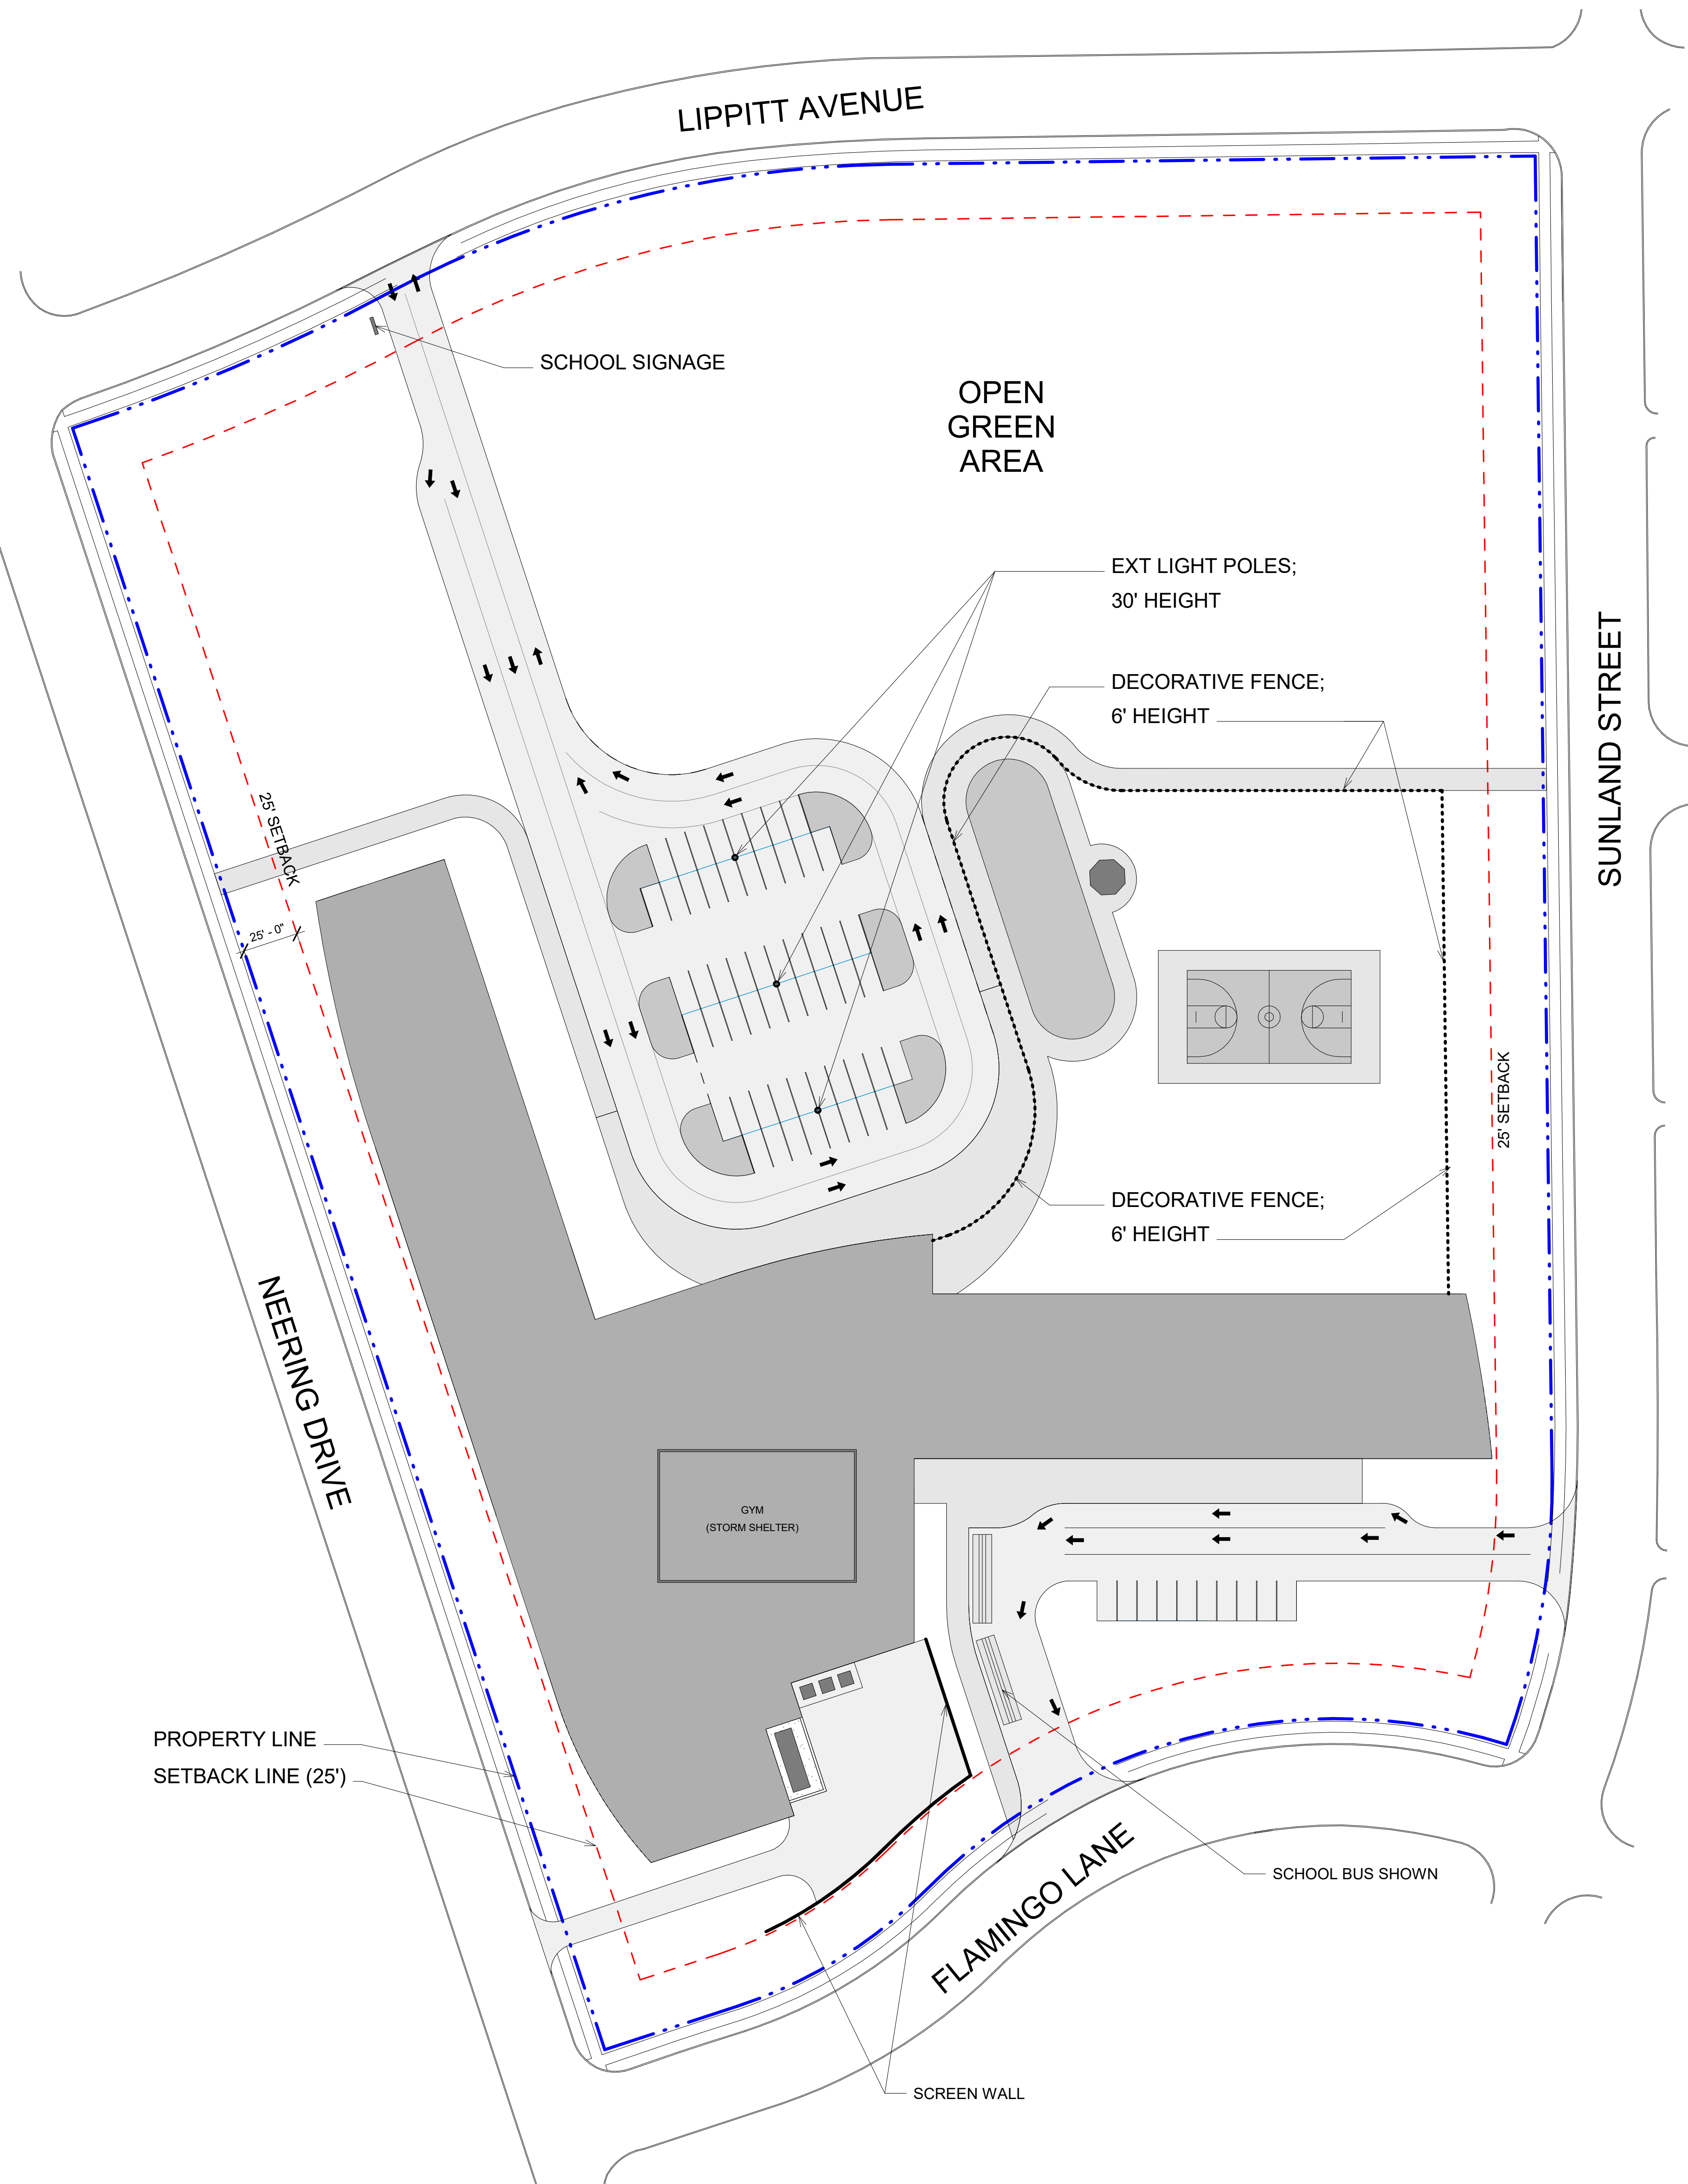 LIPPITT AVENUE
SCHOOL SIGNAGE
OPEN
GREEN
AREA
EXT LIGHT POLES;
30' HEIGHT
DECORATIVE FENCE;
6' HEIGHT
SUNLAND STREET
25' SETBACK
25' - 0"
25' SETBACK
DECORATIVE FENCE;
6' HEIGHT
NEERING DRIVE
GYM
(STORM SHELTER)
PROPERTY LINE
SETBACK LINE (25')
FLAMINGO LANE
SCHOOL BUS SHOWN
SCREEN WALL